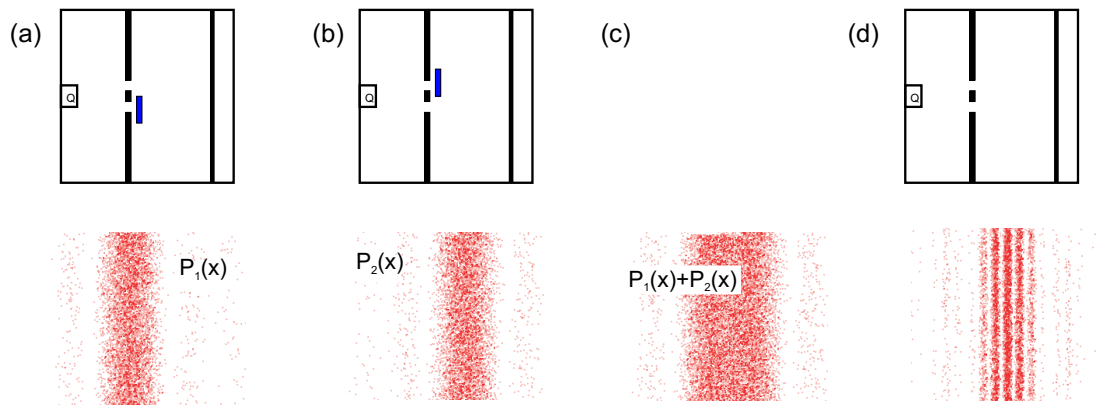 (a)
(b)
(c)
(d)
Q
Q
Q
P₁(x)
P₂(x)
P₁(x)+P₂(x)